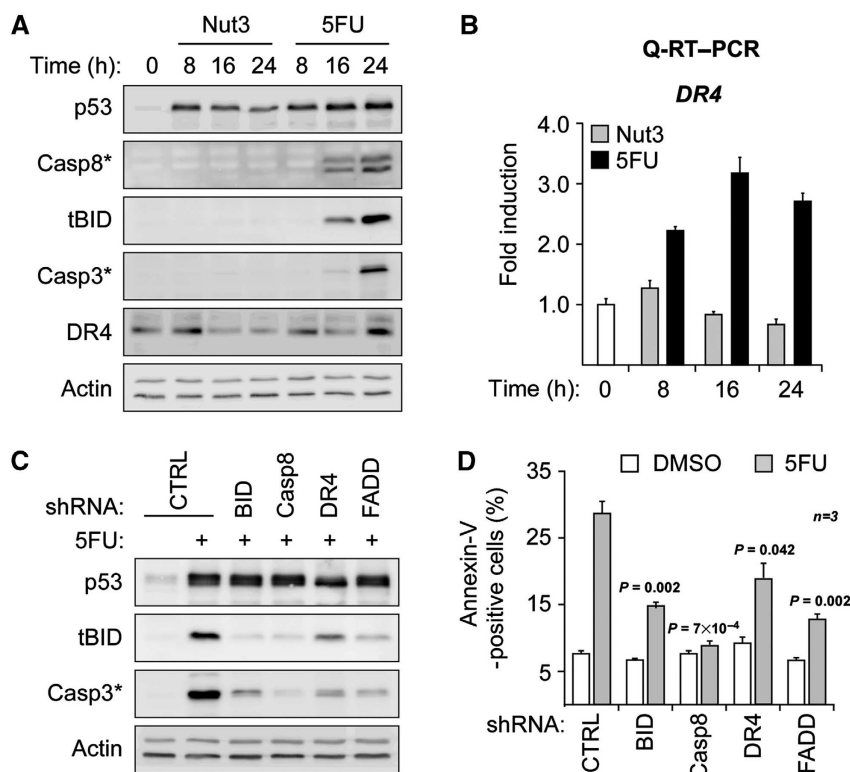 A
Nut3 5FU
Time (h): 0 8 16 24 8 16 24
p53
Casp8*
tBID
Casp3*
DR4
Actin
B
Q-RT–PCR
DR4
Nut3
5FU
Fold induction
4.0
3.0
2.0
1.0
Time (h): 0 8 16 24
C
shRNA: CTRL BID Casp8 DR4 FADD
5FU: + + + + +
p53
tBID
Casp3*
Actin
D
DMSO 5FU
n=3
Annexin-V
-positive cells (%)
35
25
15
5
P = 0.002
P = 7×10⁻⁴
P = 0.042
P = 0.002
shRNA: CTRL BID Casp8 DR4 FADD